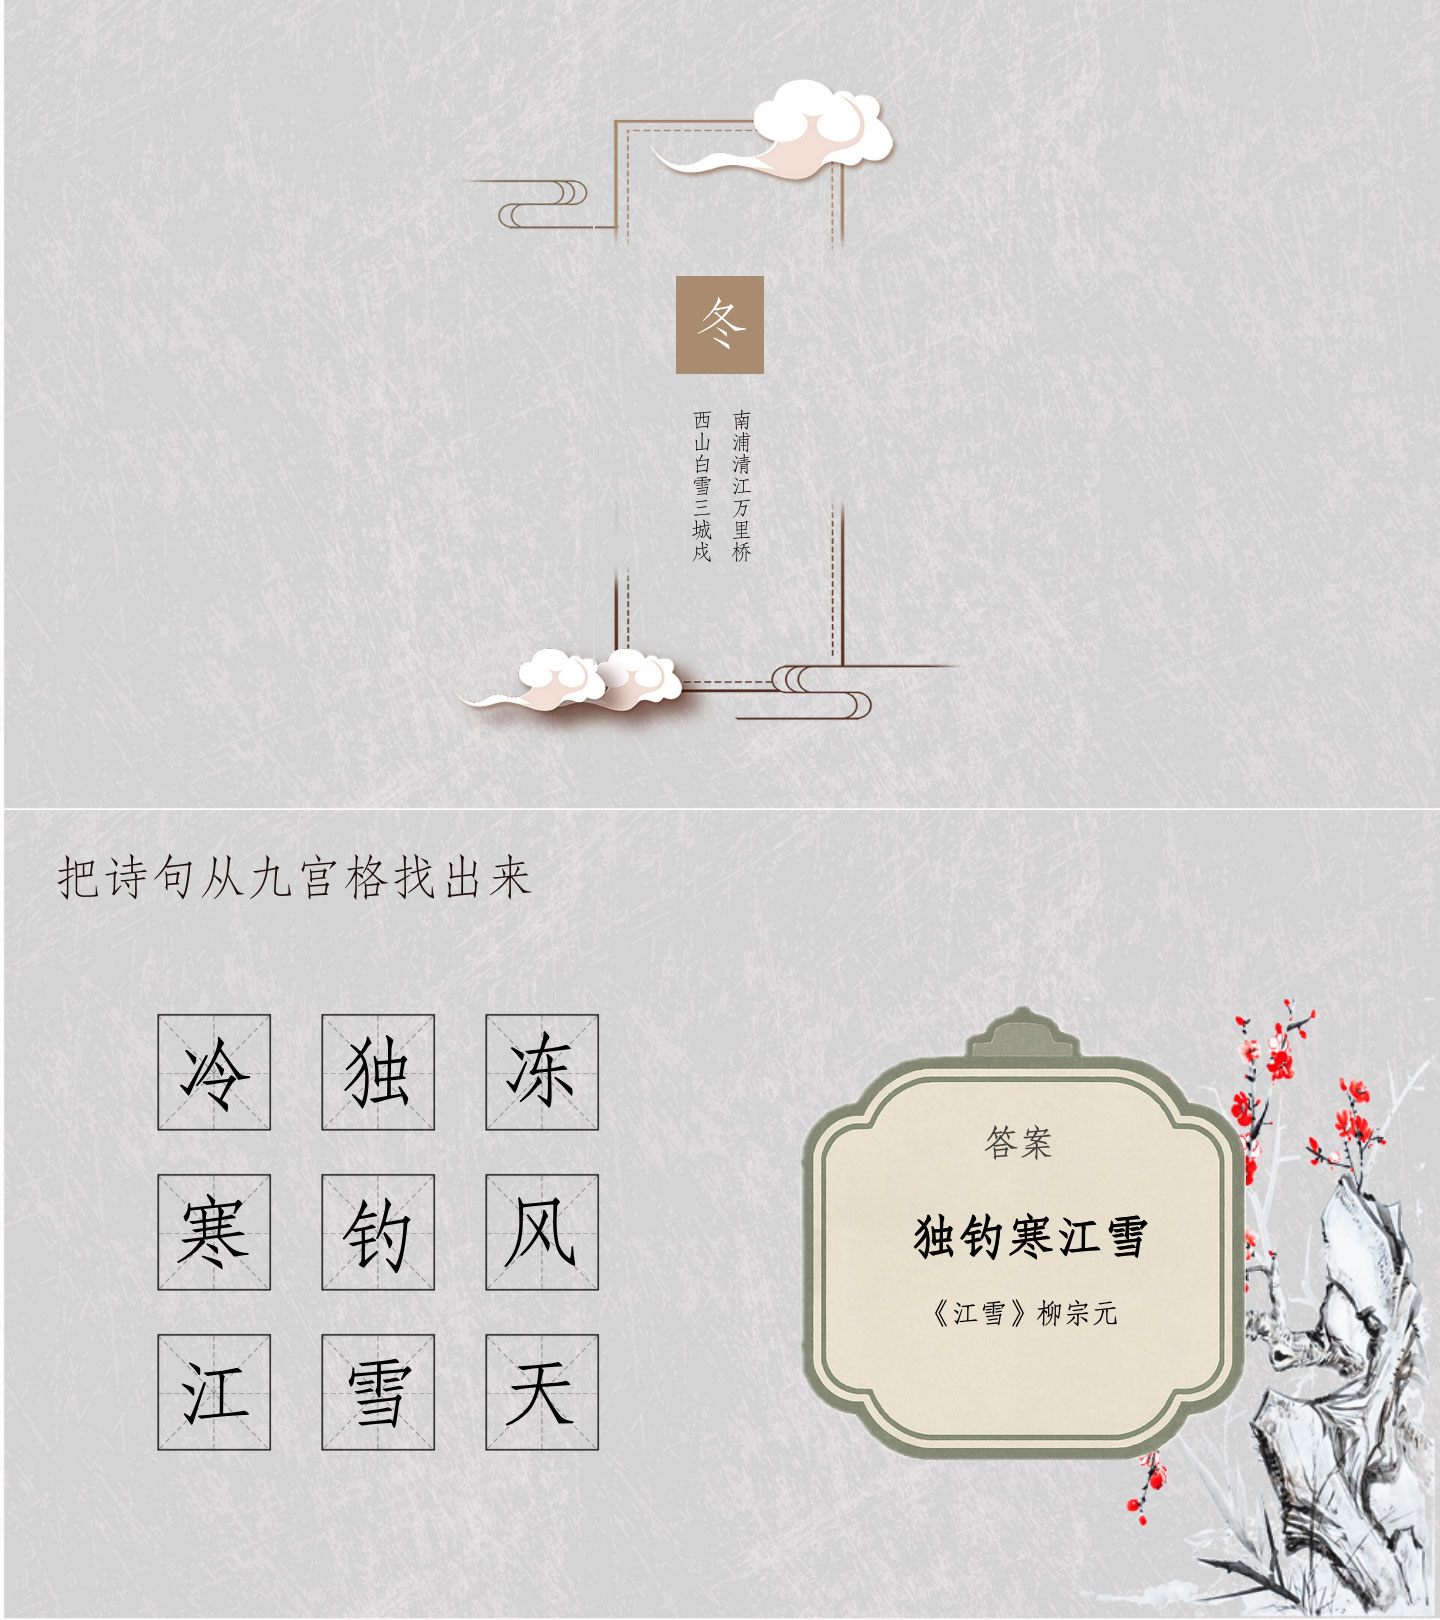 冬
南浦清江万里桥
西山白雪三城戍
把诗句从九宫格找出来
冷 独 冻
寒 钓 风
江 雪 天
答案
独钓寒江雪
《江雪》柳宗元